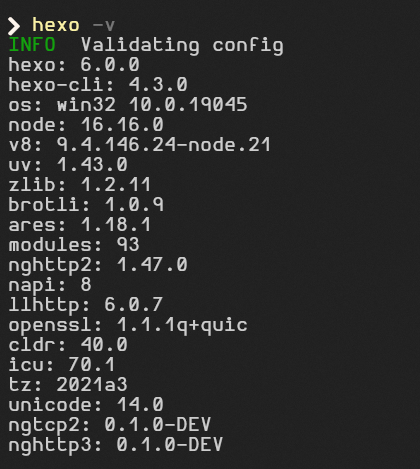 ❯ hexo -v
INFO  Validating config
hexo: 6.0.0
hexo-cli: 4.3.0
os: win32 10.0.19045
node: 16.16.0
v8: 9.4.146.24-node.21
uv: 1.43.0
zlib: 1.2.11
brotli: 1.0.9
ares: 1.18.1
modules: 93
nghttp2: 1.47.0
napi: 8
llhttp: 6.0.7
openssl: 1.1.1q+quic
cldr: 40.0
icu: 70.1
tz: 2021a3
unicode: 14.0
ngtcp2: 0.1.0-DEV
nghttp3: 0.1.0-DEV